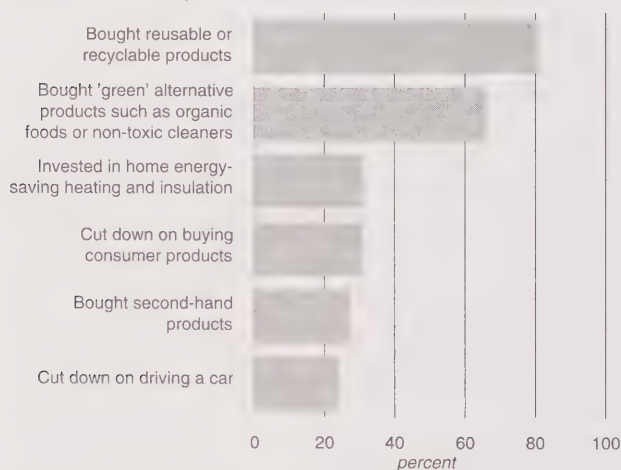 Bought reusable or
recyclable products
Bought 'green' alternative
products such as organic
foods or non-toxic cleaners
Invested in home energy-
saving heating and insulation
Cut down on buying
consumer products
Bought second-hand
products
Cut down on driving a car
0 20 40 60 80 100
percent